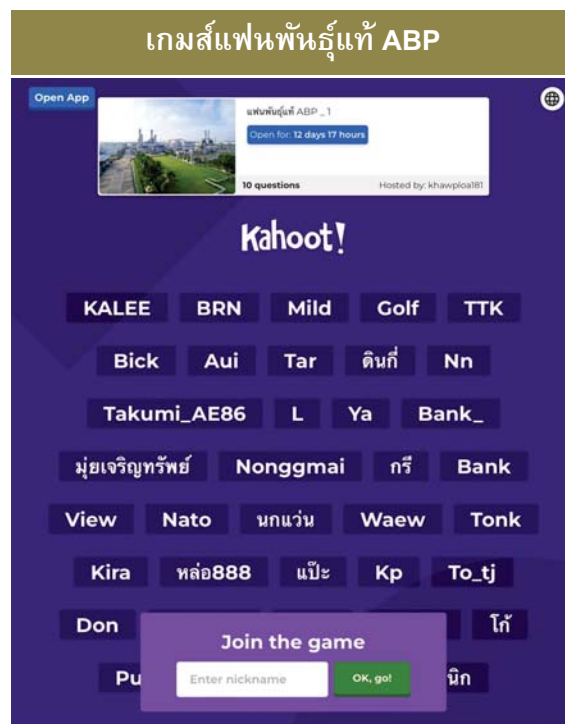 เกมส์แฟนพันธุ์แท้ ABP
Open App
แฟนพันธุ์แท้ ABP _ 1
Open for: 12 days 17 hours
10 questions Hosted by: khawploa181
Kahoot!
KALEE BRN Mild Golf TTK
Bick Aui Tar ดินกี่ Nn
Takumi_AE86 L Ya Bank_
มุ่ยเจริญทรัพย์ Nonggmai กรี Bank
View Nato นกแว่น Waew Tonk
Kira หล่อ888 แป๊ะ Kp To_tj
Don โก้
Join the game
Pu Enter nickname OK, go! นิก